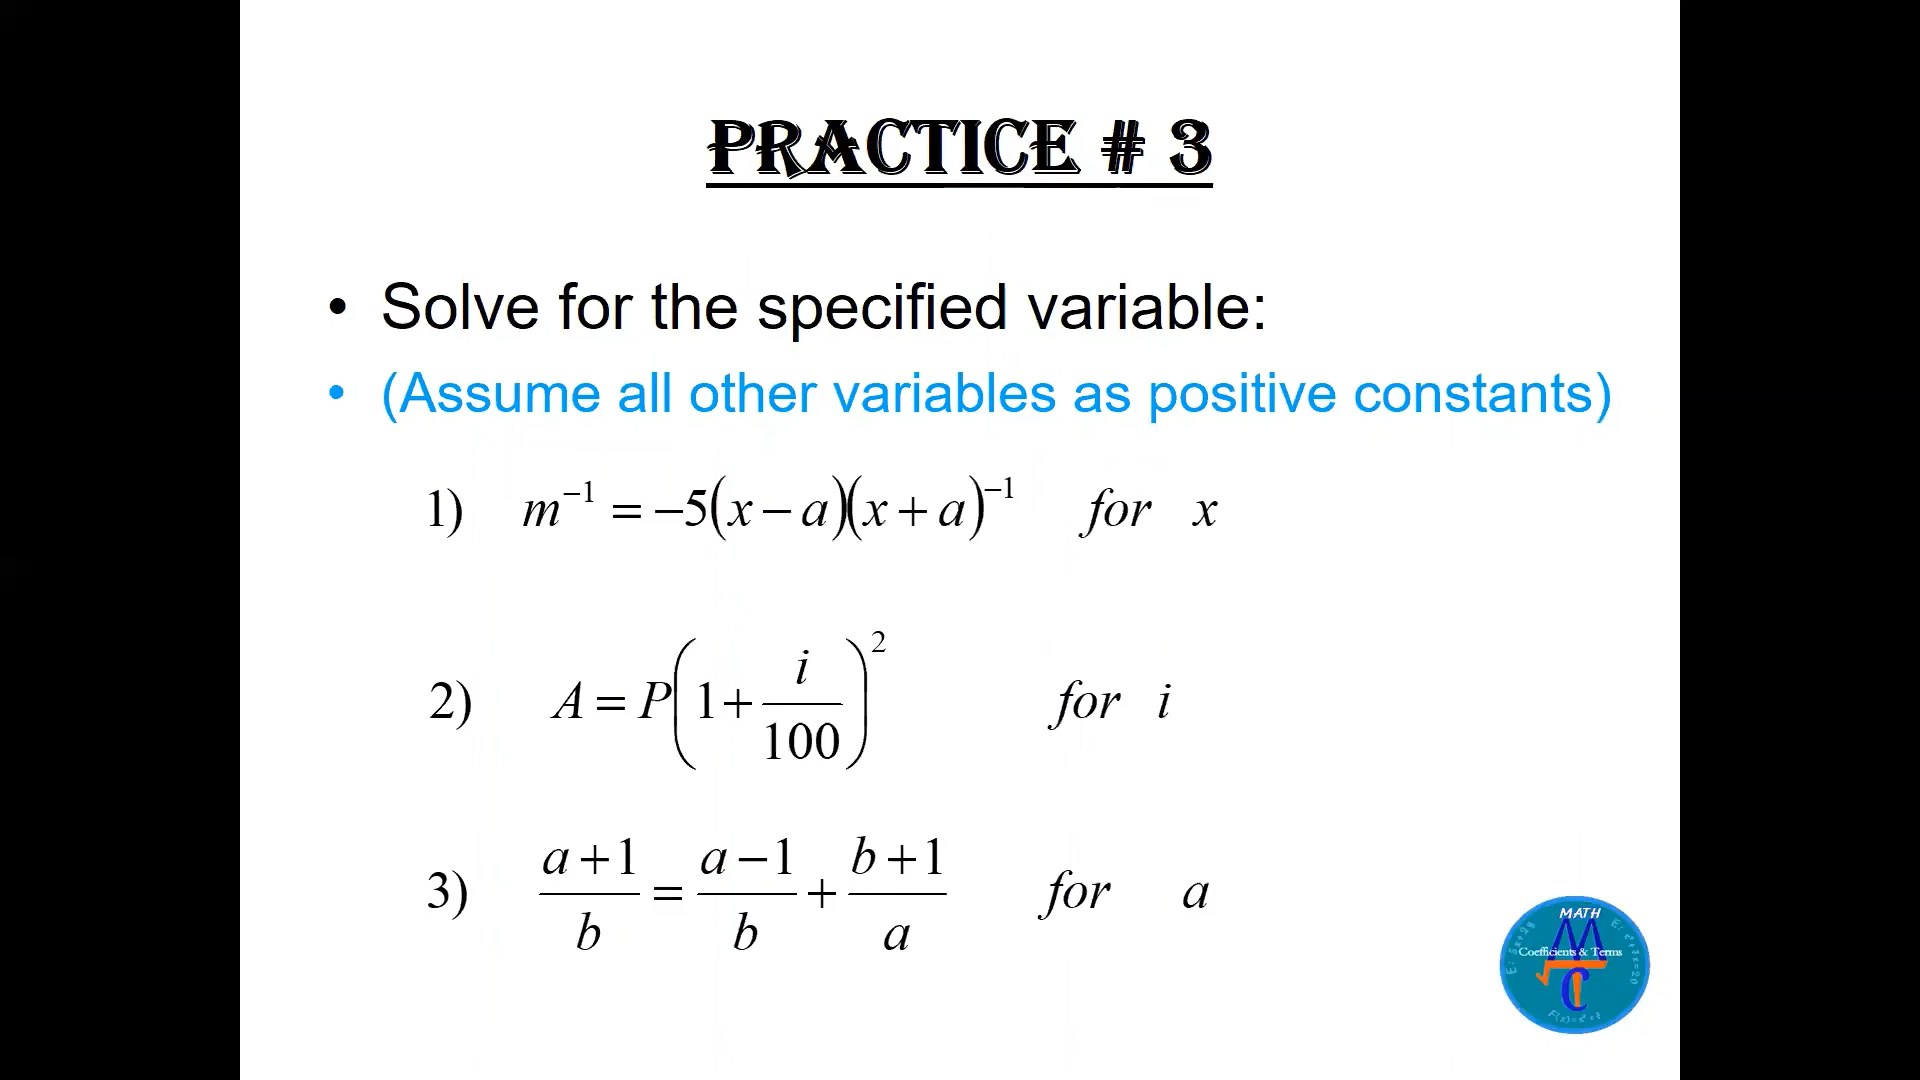 PRACTICE # 3
• Solve for the specified variable:
• (Assume all other variables as positive constants)
1) m⁻¹ = −5(x − a)(x + a)⁻¹ for x
2) A = P(1 + i/100)² for i
3) (a + 1)/b = (a − 1)/b + (b + 1)/a for a
MATH
M
Coefficients & Terms
C